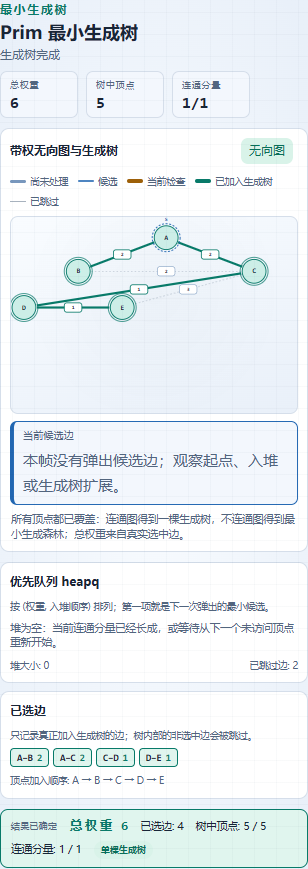 最小生成树
Prim 最小生成树
生成树完成
总权重
6
树中顶点
5
连通分量
1/1
带权无向图与生成树
无向图
尚未处理 候选 当前检查 已加入生成树
已跳过
s
A
2 2
B 2 C
1 4
D 1 E
当前候选边
本帧没有弹出候选边；观察起点、入堆
或生成树扩展。
所有顶点都已覆盖：连通图得到一棵生成树，不连通图得到最
小生成森林；总权重来自真实选中边。
优先队列 heapq
按 (权重, 入堆顺序) 排列；第一项就是下一次弹出的最小候选。
堆为空：当前连通分量已经长成，或等待从下一个未访问顶点
重新开始。
堆大小: 0 已跳过边: 2
已选边
只记录真正加入生成树的边；树内部的非选中边会被跳过。
A–B 2 A–C 2 C–D 1 D–E 1
顶点加入顺序: A → B → C → D → E
结果已确定 总权重 6 已选边: 4 树中顶点: 5 / 5
连通分量: 1 / 1 单棵生成树